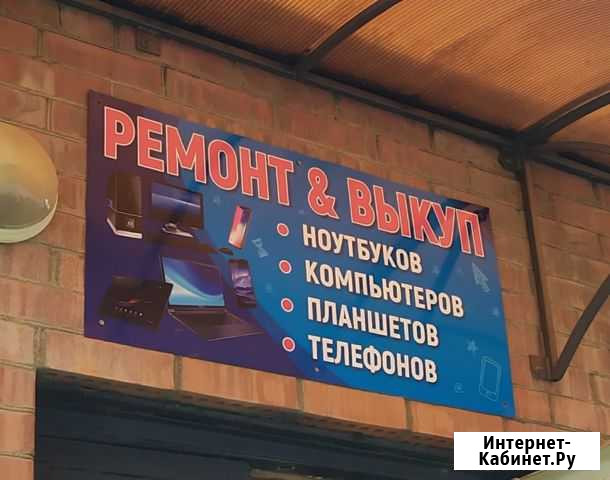 РЕМОНТ & ВЫКУП
НОУТБУКОВ
КОМПЬЮТЕРОВ
ПЛАНШЕТОВ
ТЕЛЕФОНОВ
Интернет-
Кабинет.Ру